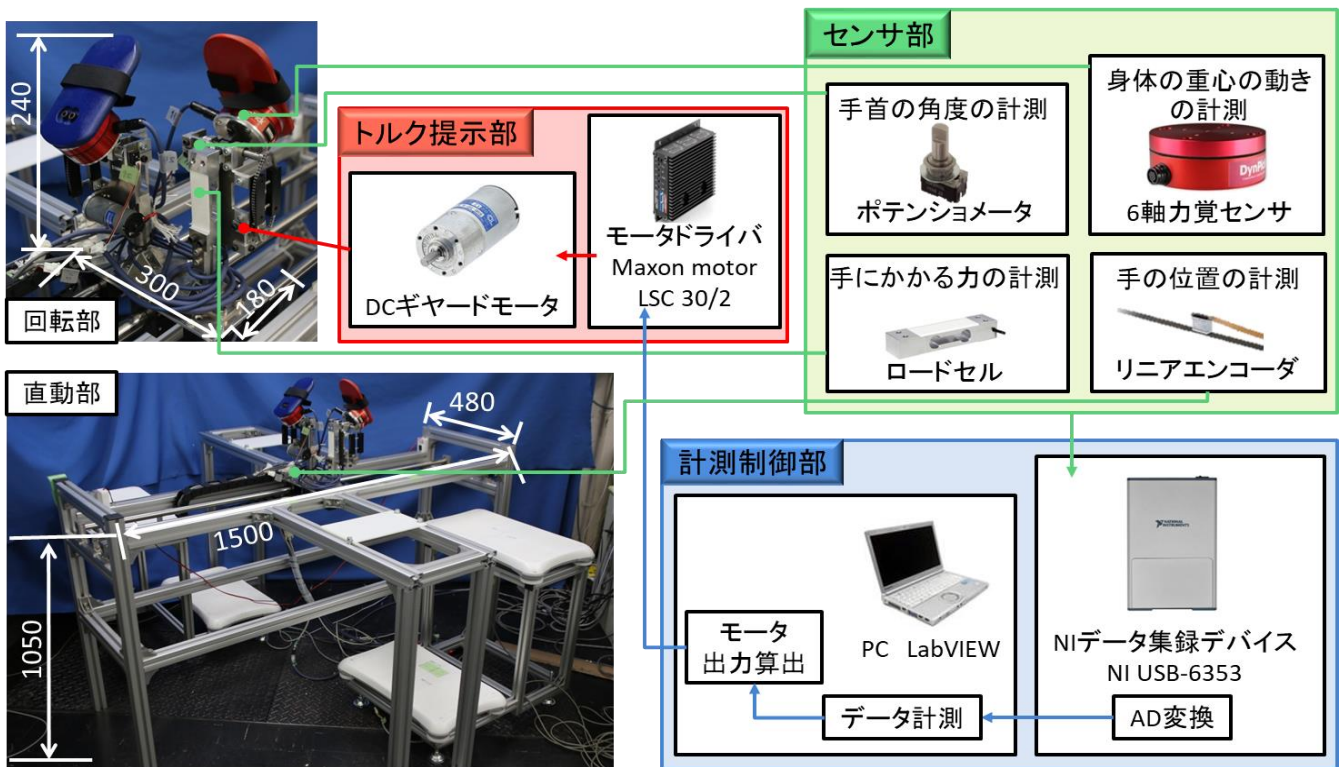 240
300
180
回転部
トルク提示部
DCギヤードモータ
モータドライバ
Maxon motor
LSC 30/2
センサ部
手首の角度の計測
ポテンショメータ
身体の重心の動き
の計測
DynPi
6軸力覚センサ
手にかかる力の計測
ロードセル
手の位置の計測
リニアエンコーダ
直動部
480
1500
1050
計測制御部
モータ
出力算出
PC LabVIEW
データ計測
NATIONAL
INSTRUMENTS
NIデータ集録デバイス
NI USB-6353
AD変換